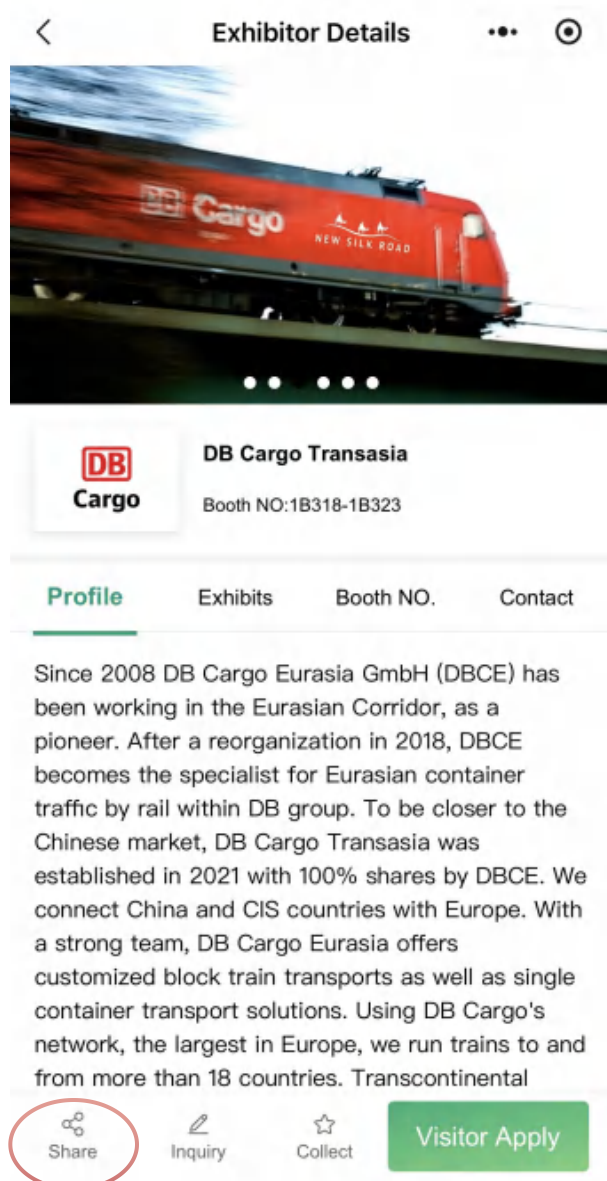 Exhibitor Details
DB Cargo
NEW SILK ROAD
DB
Cargo
DB Cargo Transasia
Booth NO:1B318-1B323
Profile
Exhibits
Booth NO.
Contact
Since 2008 DB Cargo Eurasia GmbH (DBCE) has
been working in the Eurasian Corridor, as a
pioneer. After a reorganization in 2018, DBCE
becomes the specialist for Eurasian container
traffic by rail within DB group. To be closer to the
Chinese market, DB Cargo Transasia was
established in 2021 with 100% shares by DBCE. We
connect China and CIS countries with Europe. With
a strong team, DB Cargo Eurasia offers
customized block train transports as well as single
container transport solutions. Using DB Cargo's
network, the largest in Europe, we run trains to and
from more than 18 countries. Transcontinental
Share
Inquiry
Collect
Visitor Apply